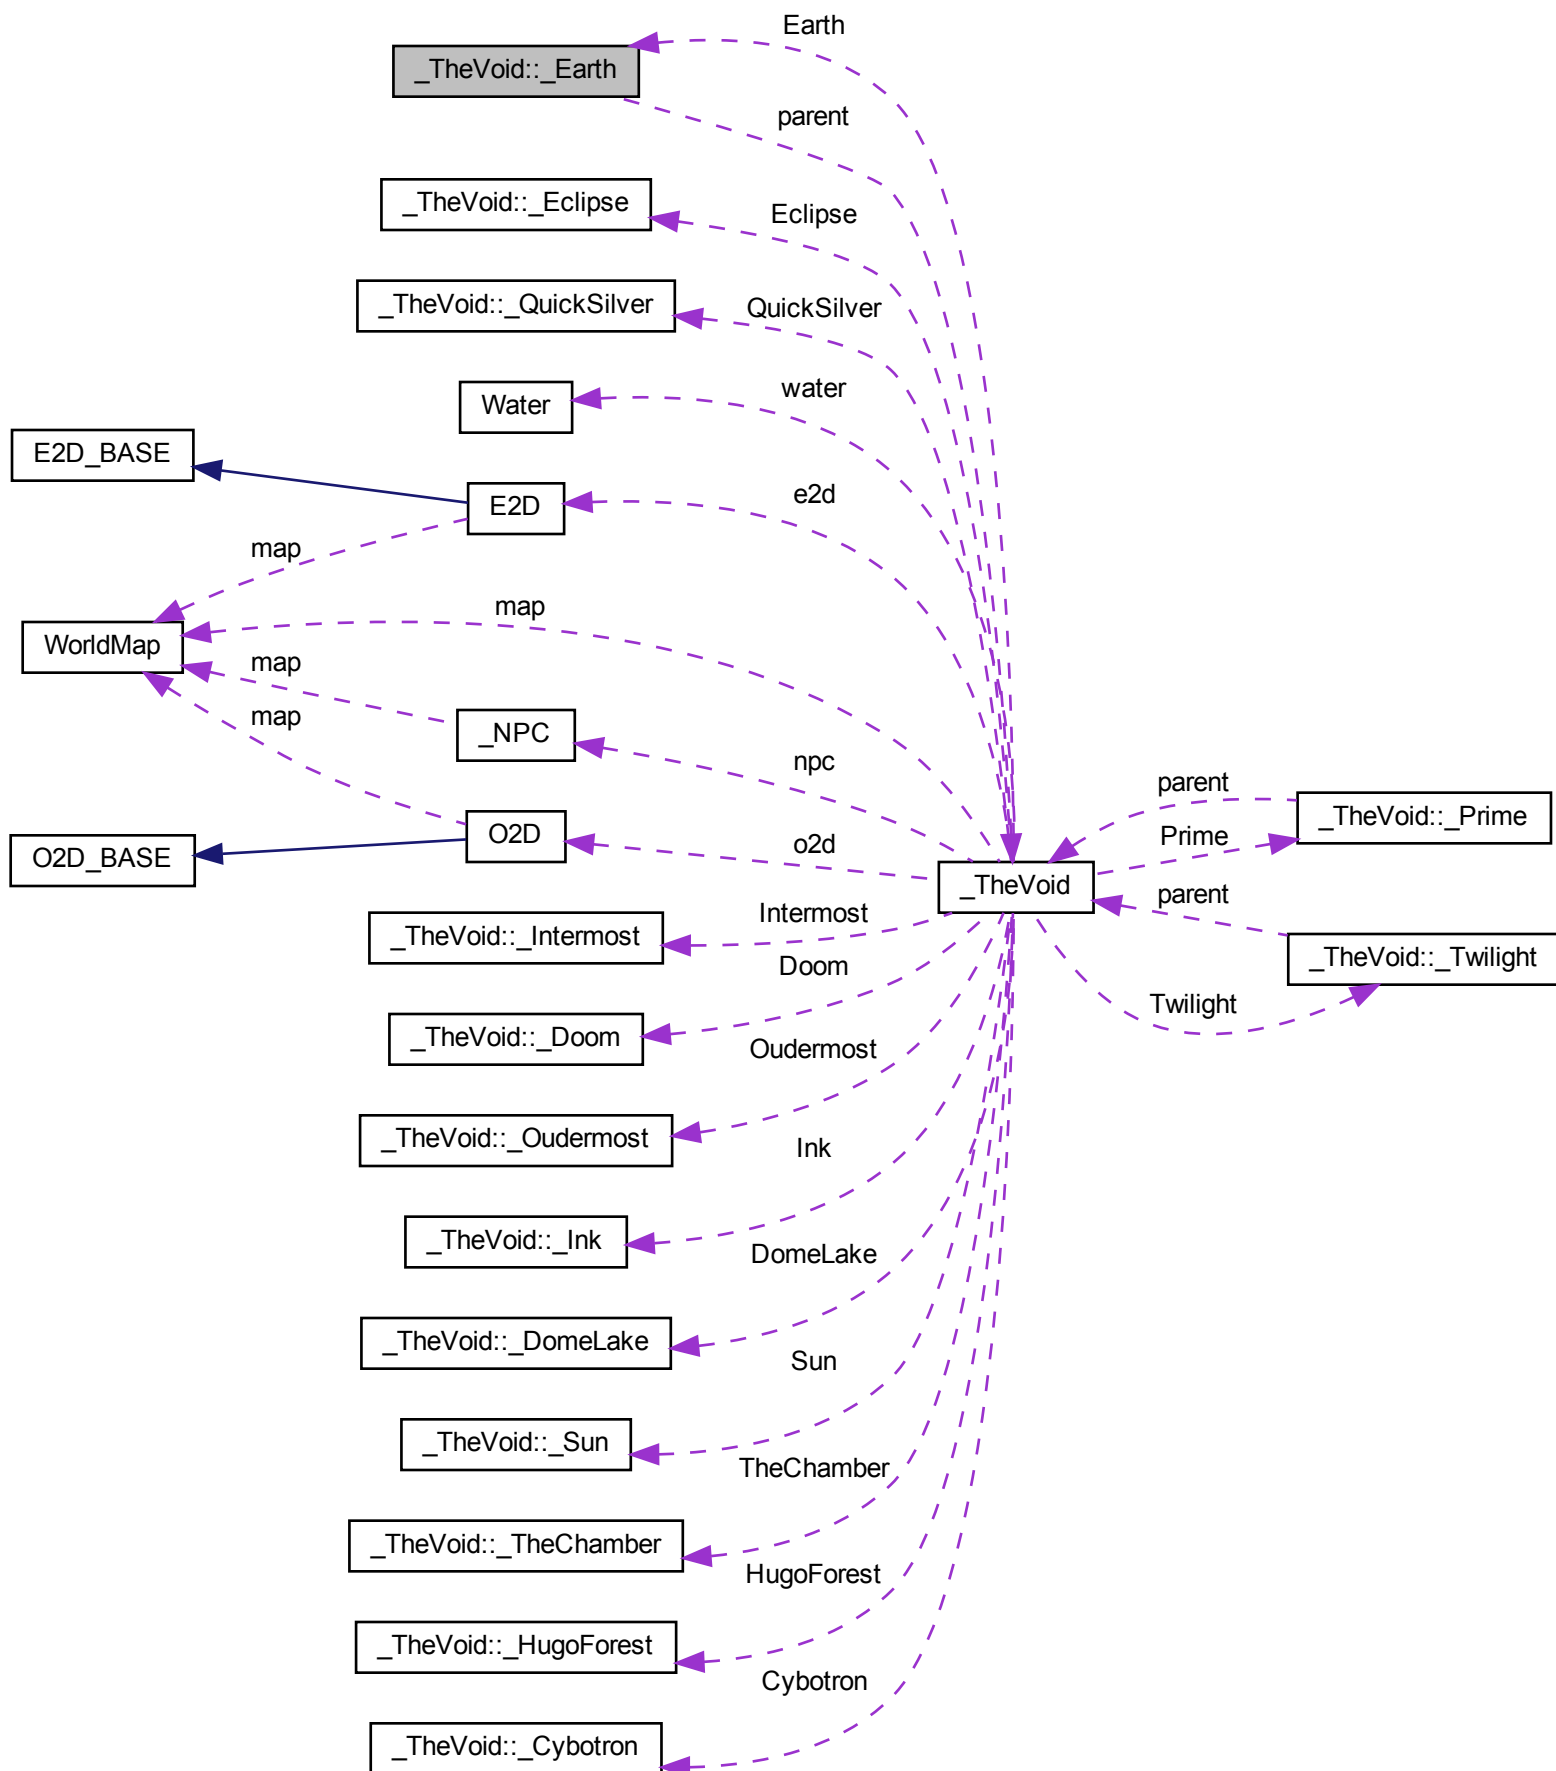 Earth
_TheVoid::_Earth
parent
_TheVoid::_Eclipse
Eclipse
_TheVoid::_QuickSilver
QuickSilver
water
Water
E2D_BASE
E2D
e2d
map
map
WorldMap
map
map
_NPC
npc
O2D
o2d
O2D_BASE
parent
_TheVoid::_Prime
Prime
_TheVoid
parent
_TheVoid::_Twilight
Twilight
Intermost
_TheVoid::_Intermost
Doom
_TheVoid::_Doom
Oudermost
_TheVoid::_Oudermost
Ink
_TheVoid::_Ink
DomeLake
_TheVoid::_DomeLake
Sun
_TheVoid::_Sun
TheChamber
_TheVoid::_TheChamber
HugoForest
_TheVoid::_HugoForest
Cybotron
_TheVoid::_Cybotron